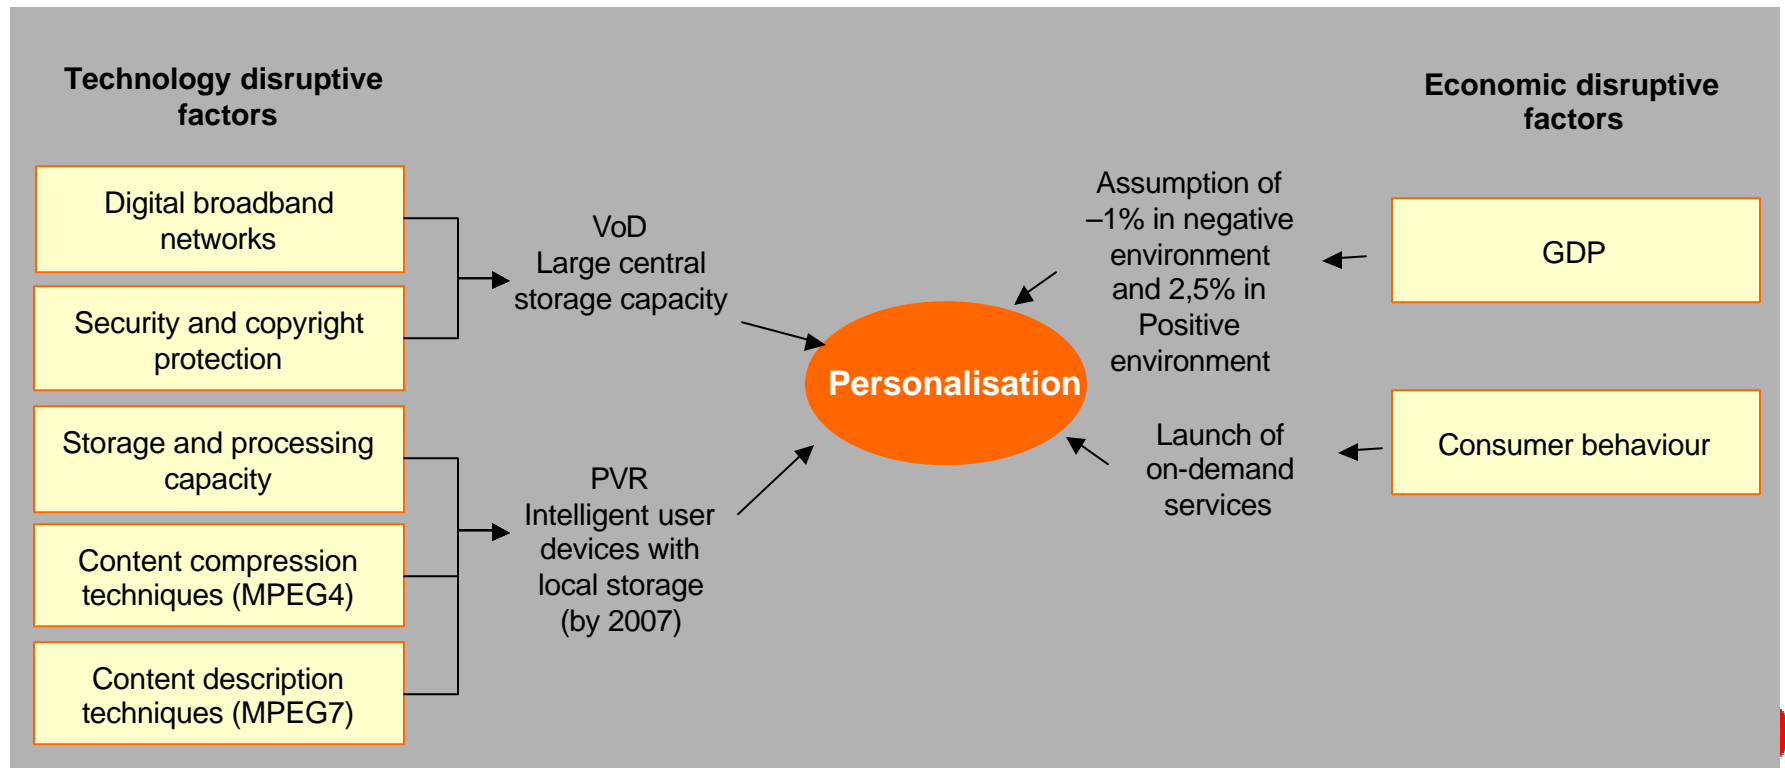 Technology disruptive
factors
Digital broadband
networks
Security and copyright
protection
Storage and processing
capacity
Content compression
techniques (MPEG4)
Content description
techniques (MPEG7)
VoD
Large central
storage capacity
PVR
Intelligent user
devices with
local storage
(by 2007)
Personalisation
Assumption of
–1% in negative
environment
and 2,5% in
Positive
environment
Launch of
on-demand
services
Economic disruptive
factors
GDP
Consumer behaviour